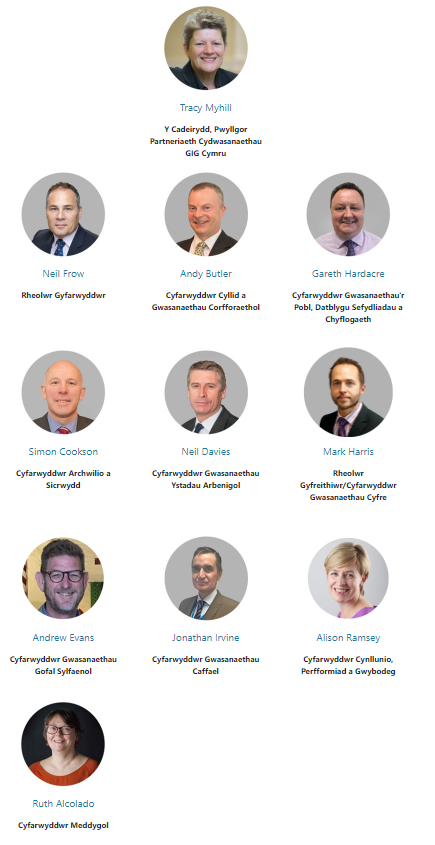 Tracy Myhill
Y Cadeirydd, Pwyllgor
Partneriaeth Cydwasanaethau
GIG Cymru
Neil Frow
Rheolwr Gyfarwyddwr
Andy Butler
Cyfarwyddwr Cyllid a
Gwasanaethau Corfforaethol
Gareth Hardacre
Cyfarwyddwr Gwasanaethau'r
Pobl, Datblygu Sefydliadau a
Chyflogaeth
Simon Cookson
Cyfarwyddwr Archwilio a
Sicrwydd
Neil Davies
Cyfarwyddwr Gwasanaethau
Ystadau Arbenigol
Mark Harris
Rheolwr
Gyfreithiwr/Cyfarwyddwr
Gwasanaethau Cyfre
Andrew Evans
Cyfarwyddwr Gwasanaethau
Gofal Sylfaenol
Jonathan Irvine
Cyfarwyddwr Gwasanaethau
Caffael
Alison Ramsey
Cyfarwyddwr Cynllunio,
Perfformiad a Gwybodeg
Ruth Alcolado
Cyfarwyddwr Meddygol